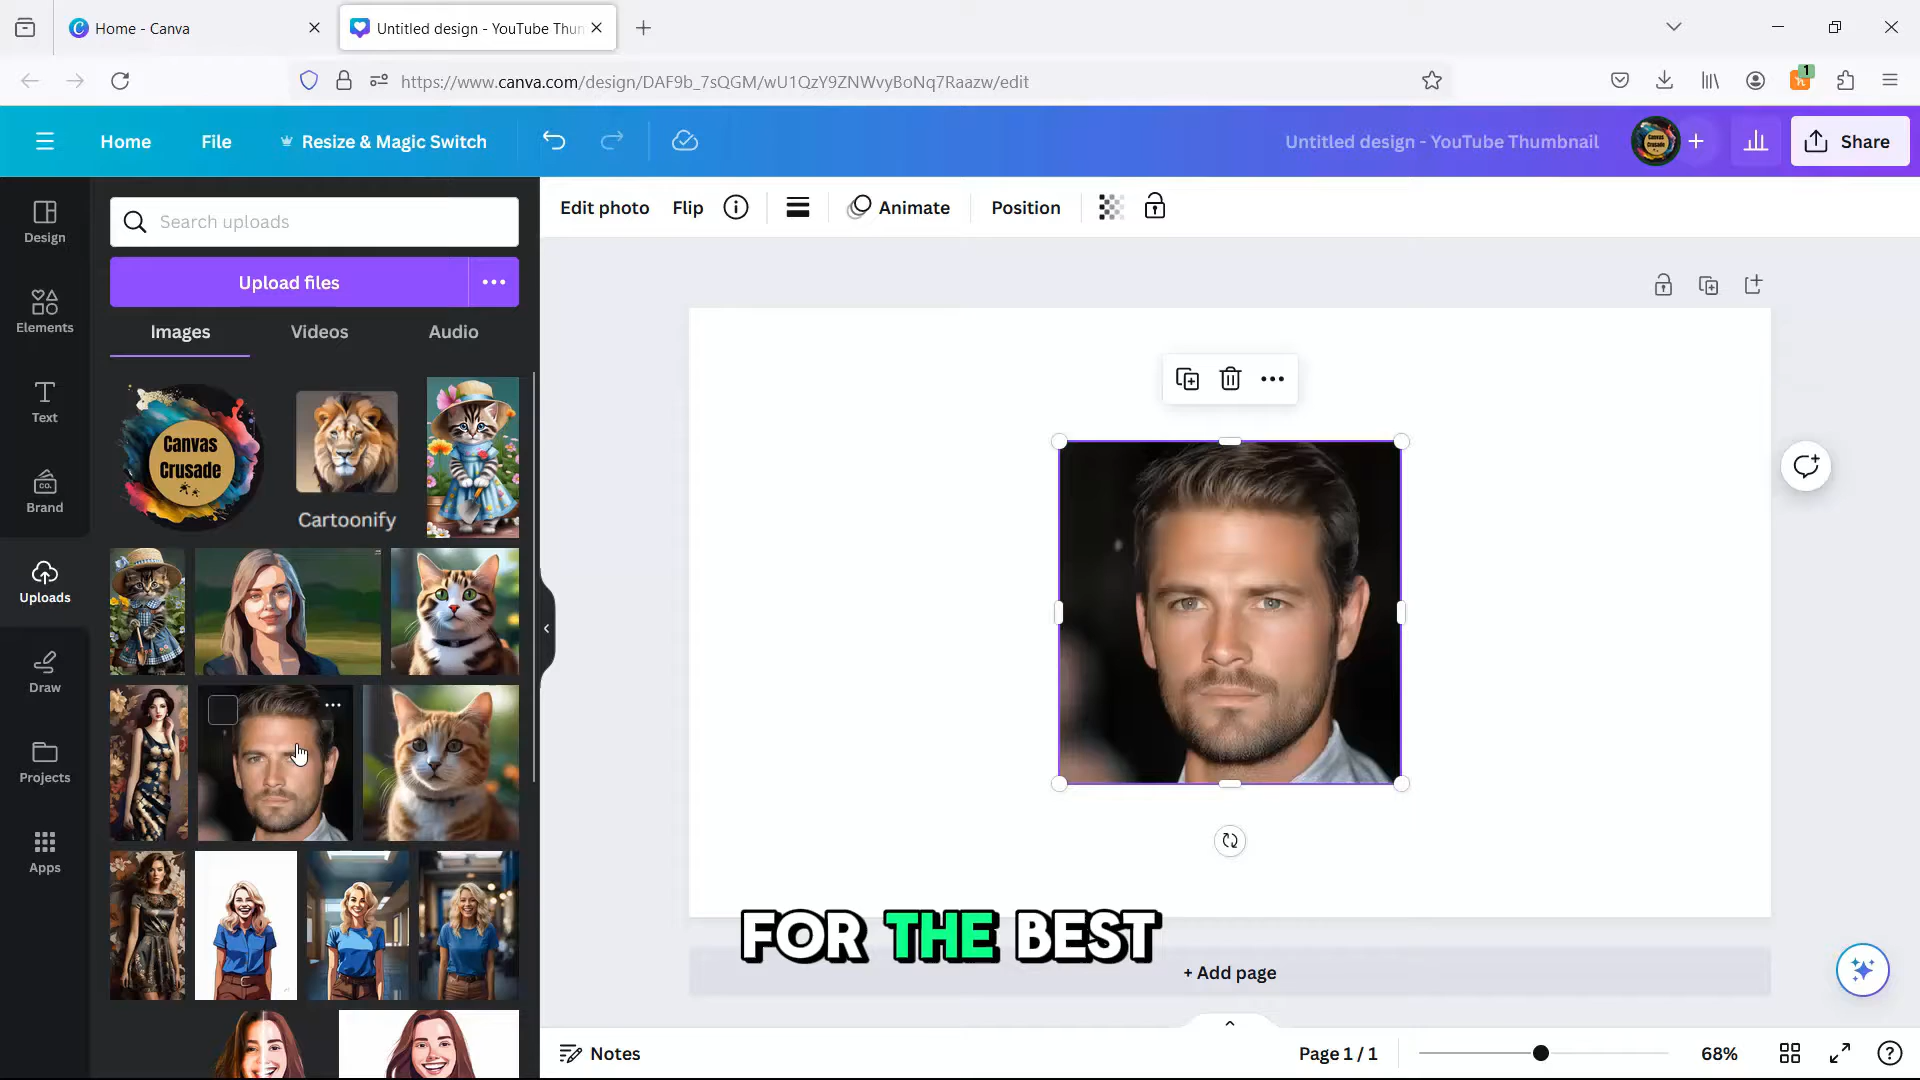 Home - Canva
Untitled design - YouTube Thun
https://www.canva.com/design/DAF9b_7sQGM/wU1QzY9ZNWvyBoNq7Raazw/edit
1
Home
File
Resize & Magic Switch
Untitled design - YouTube Thumbnail
Share
Design
Elements
Text
CO.
Brand
Uploads
Draw
Projects
Apps
Search uploads
Upload files
Images
Videos
Audio
Canvas
Crusade
Cartoonify
Edit photo
Flip
Animate
Position
FOR THE BEST
+ Add page
Notes
Page 1 / 1
68%